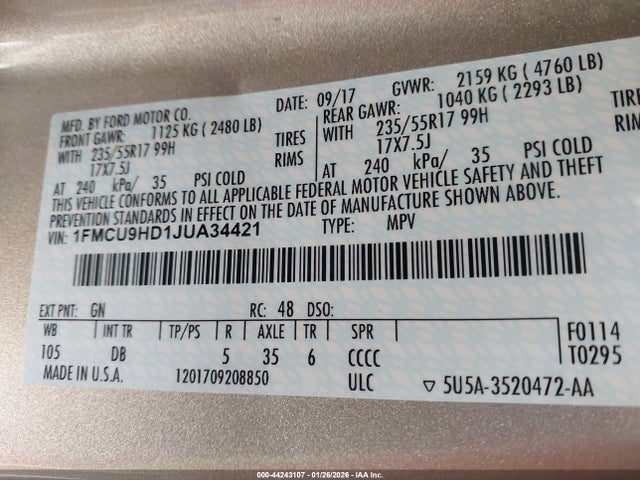 MFD. BY FORD MOTOR CO. DATE: 09/17 GVWR: 2159 KG ( 4760 LB)
FRONT GAWR: 1125 KG ( 2480 LB) REAR GAWR: 1040 KG ( 2293 LB)
WITH 235/55R17 99H TIRES WITH 235/55R17 99H TIRES
17X7.5J RIMS 17X7.5J RIMS
AT 240 kPa/ 35 PSI COLD AT 240 kPa/ 35 PSI COLD
THIS VEHICLE CONFORMS TO ALL APPLICABLE FEDERAL MOTOR VEHICLE SAFETY AND THEFT
PREVENTION STANDARDS IN EFFECT ON THE DATE OF MANUFACTURE SHOWN ABOVE.
VIN: 1FMCU9HD1JUA34421 TYPE: MPV
EXT PNT: GN RC: 48 DSO:
WB INT TR TP/PS R AXLE TR SPR F0114
105 DB 5 35 6 CCCC T0295
MADE IN U.S.A. 1201709208850 ULC ▽ 5U5A-3520472-AA
000-44243107 | 01/26/2026 | IAA Inc.